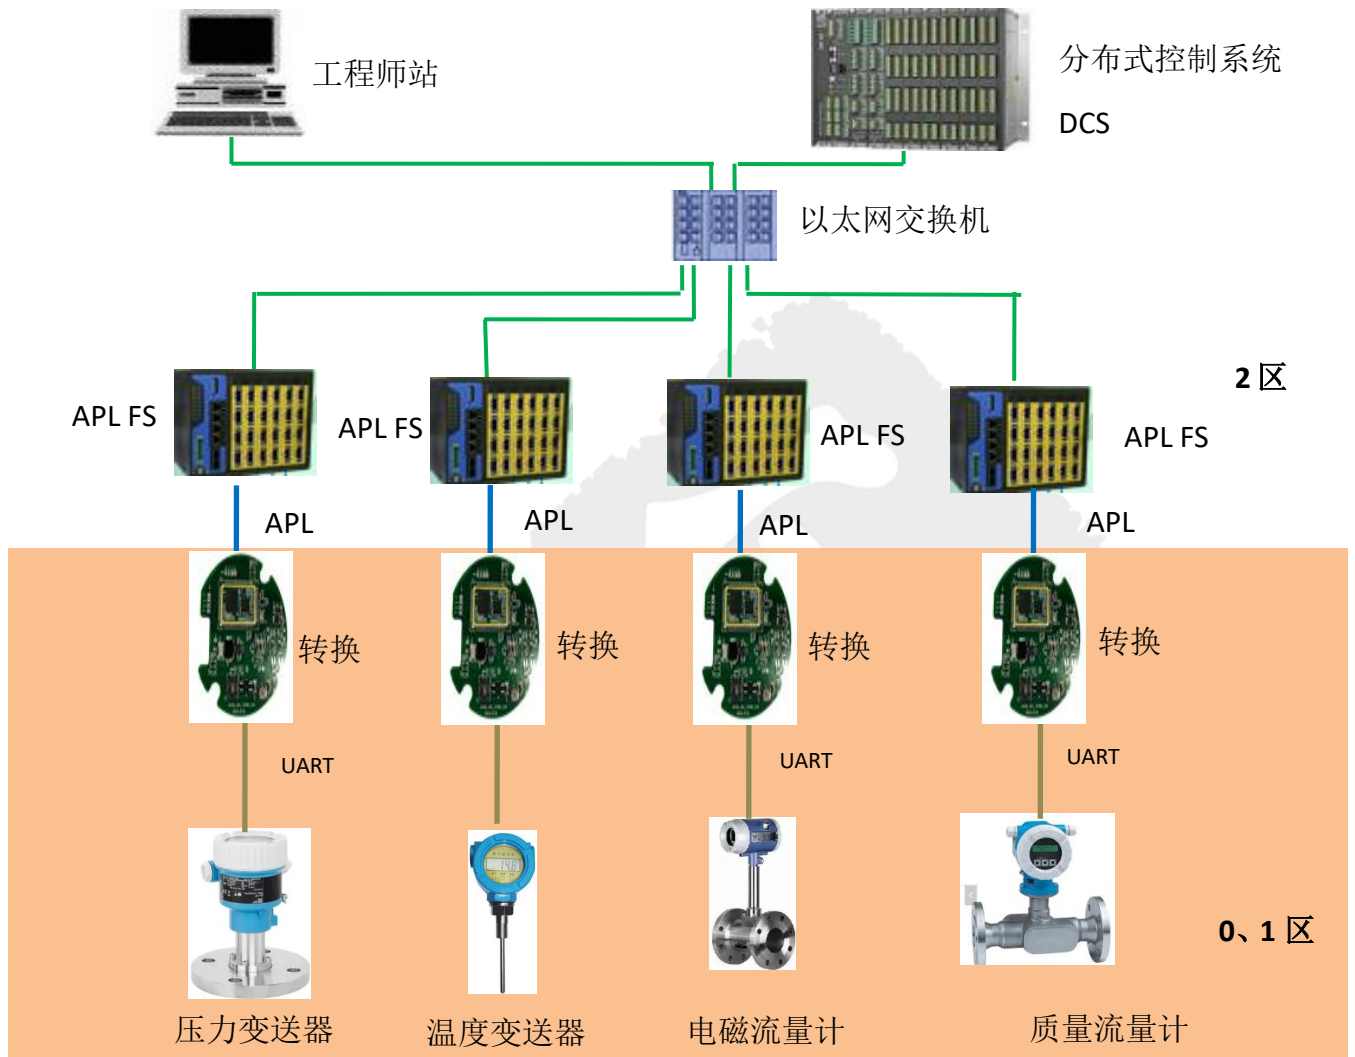 工程师站
分布式控制系统
DCS
以太网交换机
2区
APL FS
APL FS
APL FS
APL FS
APL
APL
APL
APL
转换
转换
转换
转换
UART
UART
UART
0、1区
压力变送器
温度变送器
电磁流量计
质量流量计